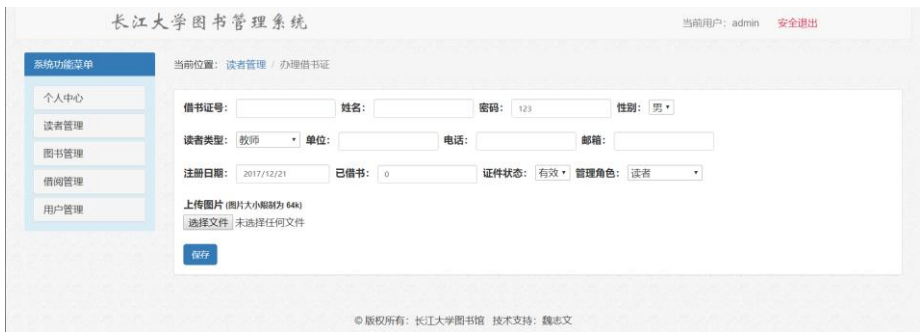 长江大学图书管理系统
当前用户：admin 安全退出
系统功能菜单
个人中心
读者管理
图书管理
借阅管理
用户管理
当前位置： 读者管理 / 办理借书证
借书证号： 姓名： 密码： 123 性别： 男
读者类型： 教师 单位： 电话： 邮箱：
注册日期： 2017/12/21 已借书： 0 证件状态： 有效 管理角色： 读者
上传图片 (图片大小限制为 64k)
选择文件 未选择任何文件
保存
© 版权所有：长江大学图书馆 技术支持：魏志文